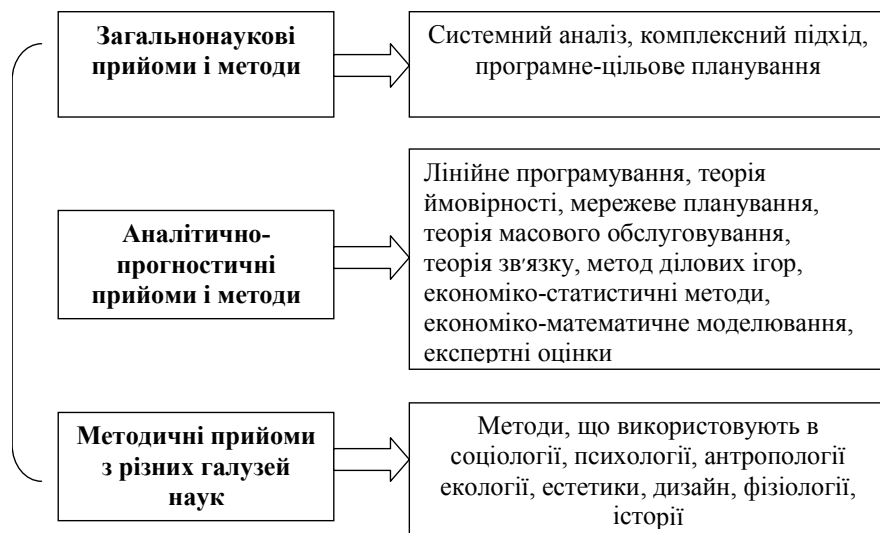 Загальнонаукові
прийоми і методи
Системний аналіз, комплексний підхід,
програмне-цільове планування
Аналітично-
прогностичні
прийоми і методи
Лінійне програмування, теорія
ймовірності, мережеве планування,
теорія масового обслуговування,
теорія зв'язку, метод ділових ігор,
економіко-статистичні методи,
економіко-математичне моделювання,
експертні оцінки
Методичні прийоми
з різних галузей
наук
Методи, що використовують в
соціології, психології, антропології
екології, естетики, дизайн, фізіології,
історії